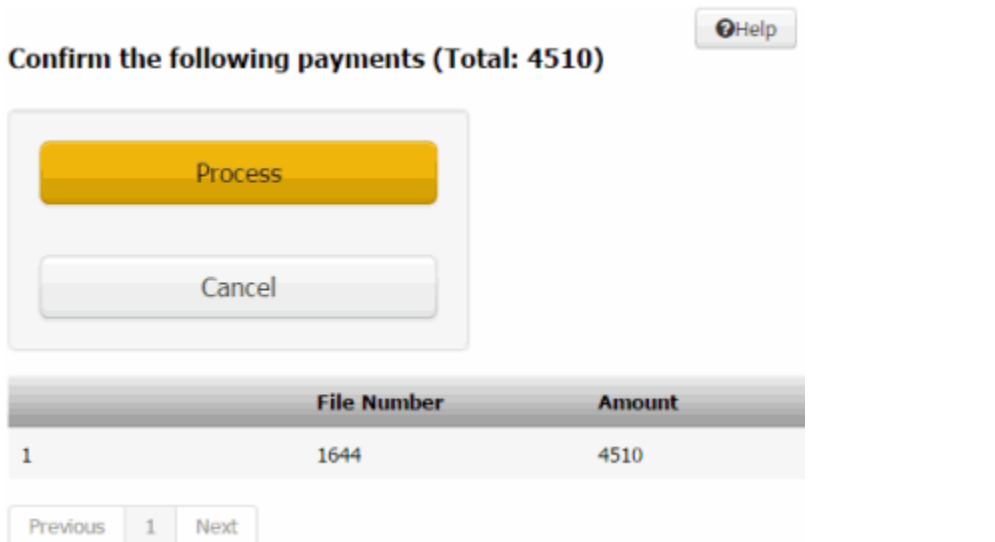 Help
Confirm the following payments (Total: 4510)
Process
Cancel
File Number Amount
1 1644 4510
Previous 1 Next